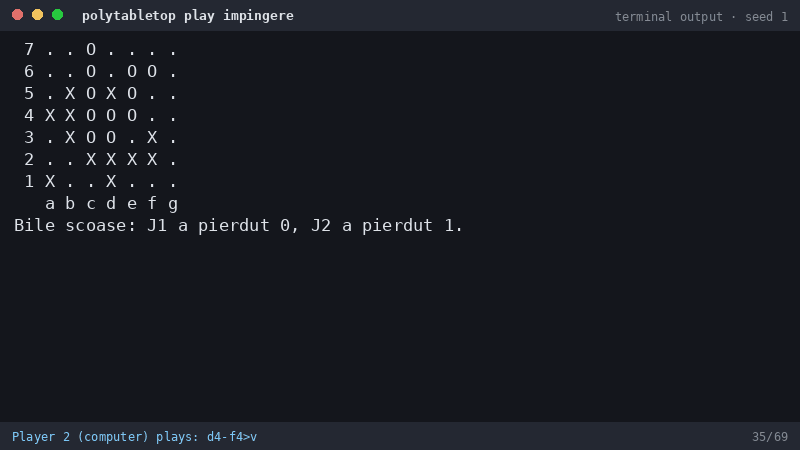 polytabletop play impingere
terminal output · seed 1
7 . . O . . . .
6 . . O . O O .
5 . X O X O . .
4 X X O O O . .
3 . X O O . X .
2 . . X X X X .
1 X . . X . . .
a b c d e f g
Bile scoase: J1 a pierdut 0, J2 a pierdut 1.
Player 2 (computer) plays: d4-f4>v
35/69